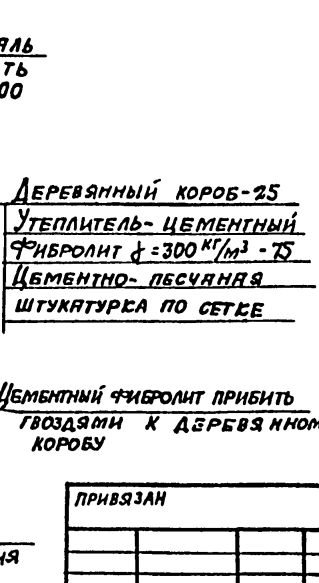 ДЕРЕВЯННЫЙ КОРОБ-25
УТЕПЛИТЕЛЬ-ЦЕМЕНТНЫЙ
ФИБРОЛИТ γ=300 КГ/М³ -75
ЦЕМЕНТНО-ПЕСЧАНАЯ
ШТУКАТУРКА ПО СЕТКЕ
ЦЕМЕНТНЫЙ ФИБРОЛИТ ПРИБИТЬ
ГВОЗДЯМИ К ДЕРЕВЯННОМ
КОРОБУ
ПРИВЯЗАН